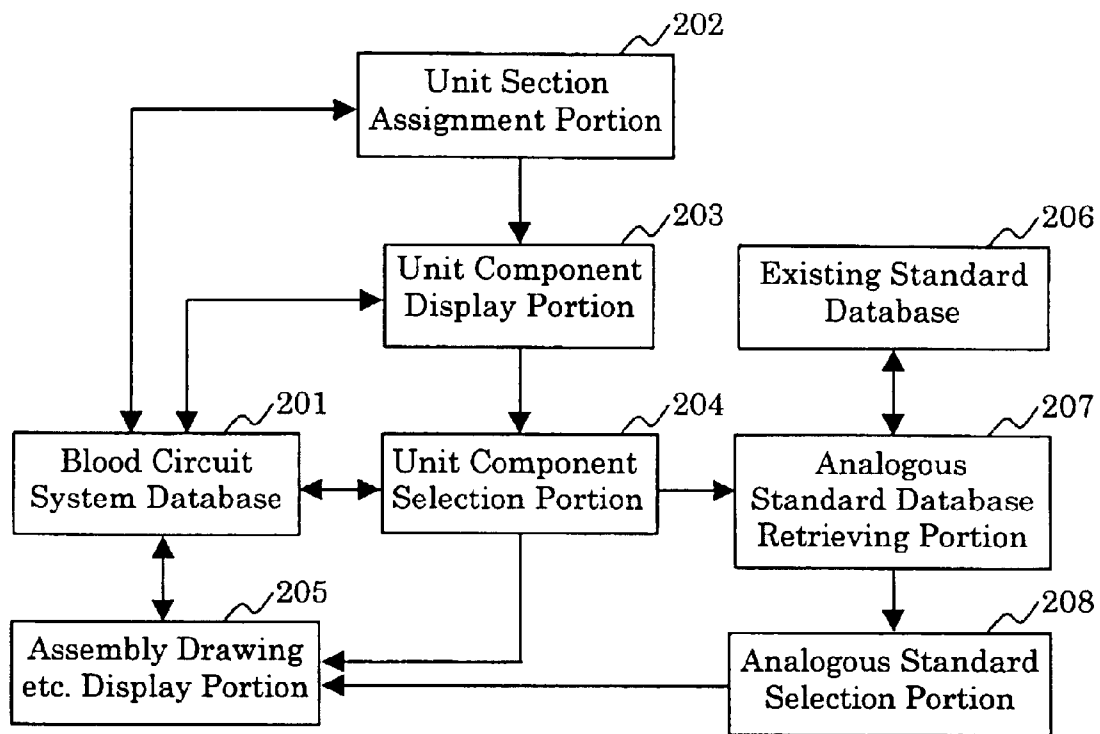 202
Unit Section
Assignment Portion
203
Unit Component
Display Portion
206
Existing Standard
Database
201
Blood Circuit
System Database
204
Unit Component
Selection Portion
207
Analogous
Standard Database
Retrieving Portion
205
Assembly Drawing
etc. Display Portion
208
Analogous Standard
Selection Portion